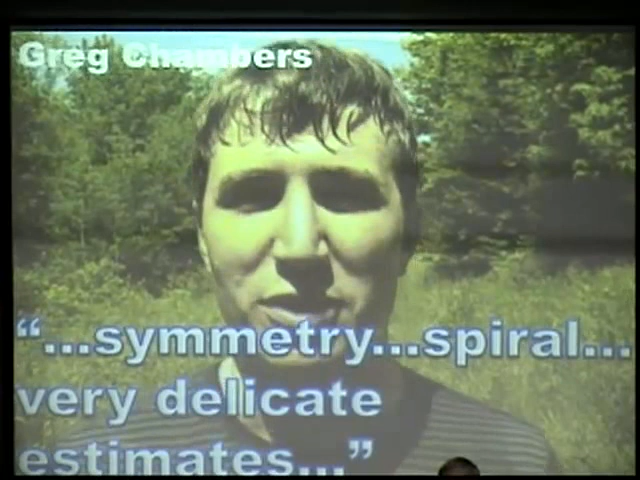 Greg Chambers
“...symmetry...spiral...
very delicate
estimates...”